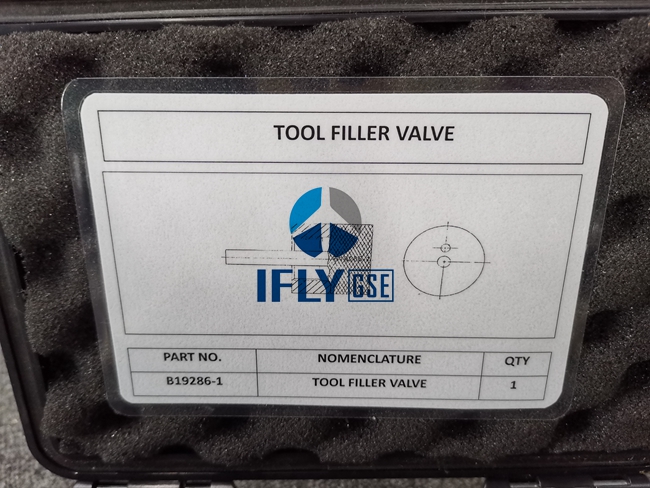 TOOL FILLER VALVE
IFLY GSE
PART NO. NOMENCLATURE QTY
B19286-1 TOOL FILLER VALVE 1